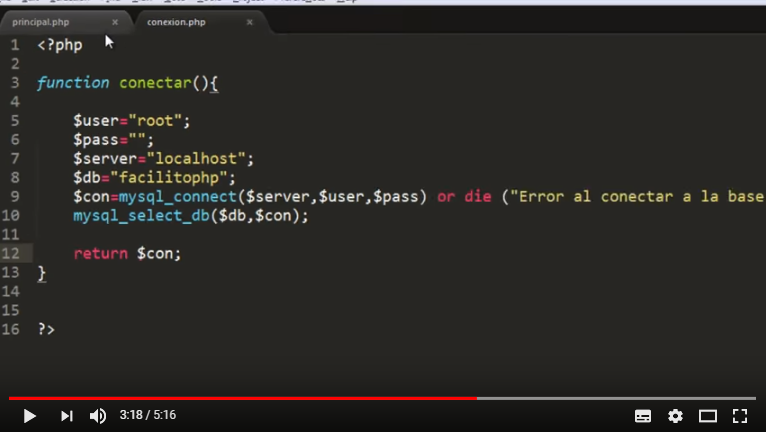 principal.php × conexion.php ×
1 <?php
2
3 function conectar(){
4
5 $user="root";
6 $pass="";
7 $server="localhost";
8 $db="facilitophp";
9 $con=mysql_connect($server,$user,$pass) or die ("Error al conectar a la base
10 mysql_select_db($db,$con);
11
12 return $con;
13 }
14
15
16 ?>
3:18 / 5:16